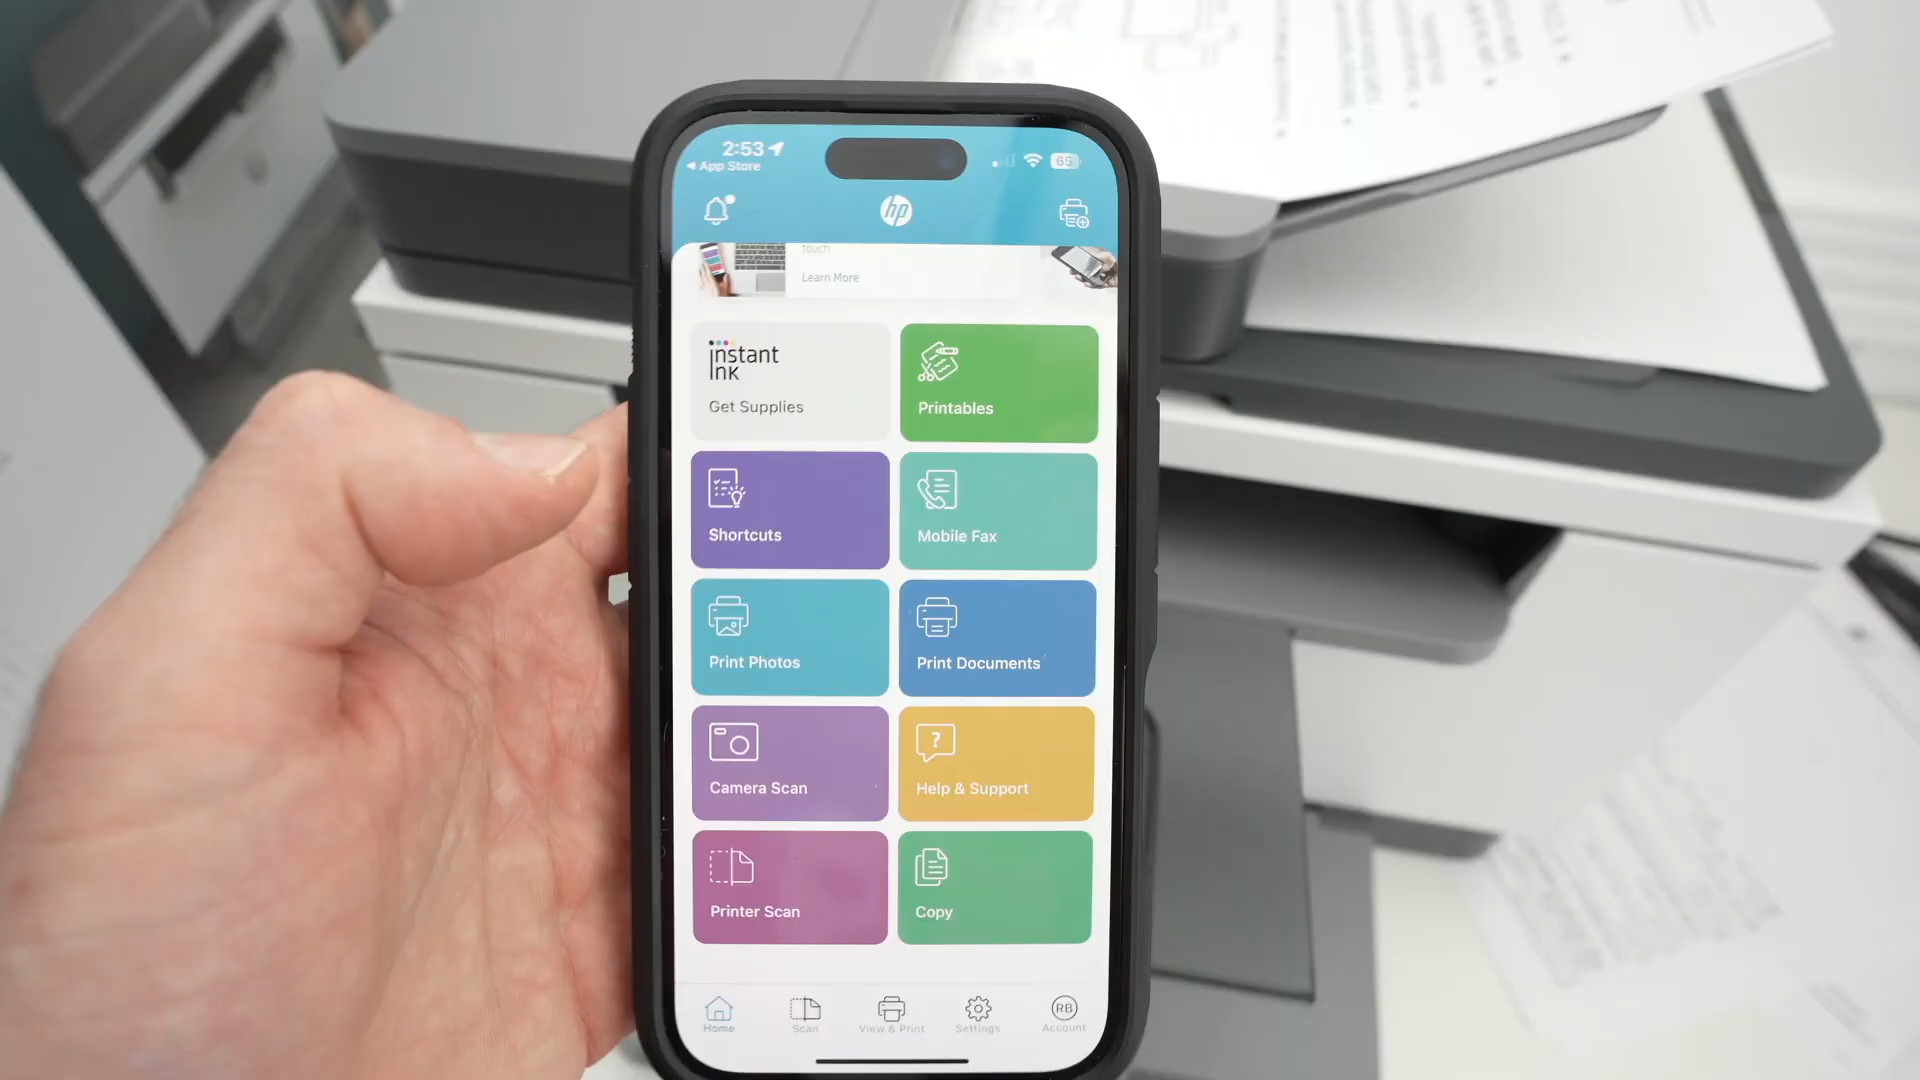 2:53
◀ App Store
65
hp
Touch
Learn More
instant
ink
Get Supplies
Printables
Shortcuts
Mobile Fax
Print Photos
Print Documents
Camera Scan
?
Help & Support
Printer Scan
Copy
Home
Scan
View & Print
Settings
RB
Account